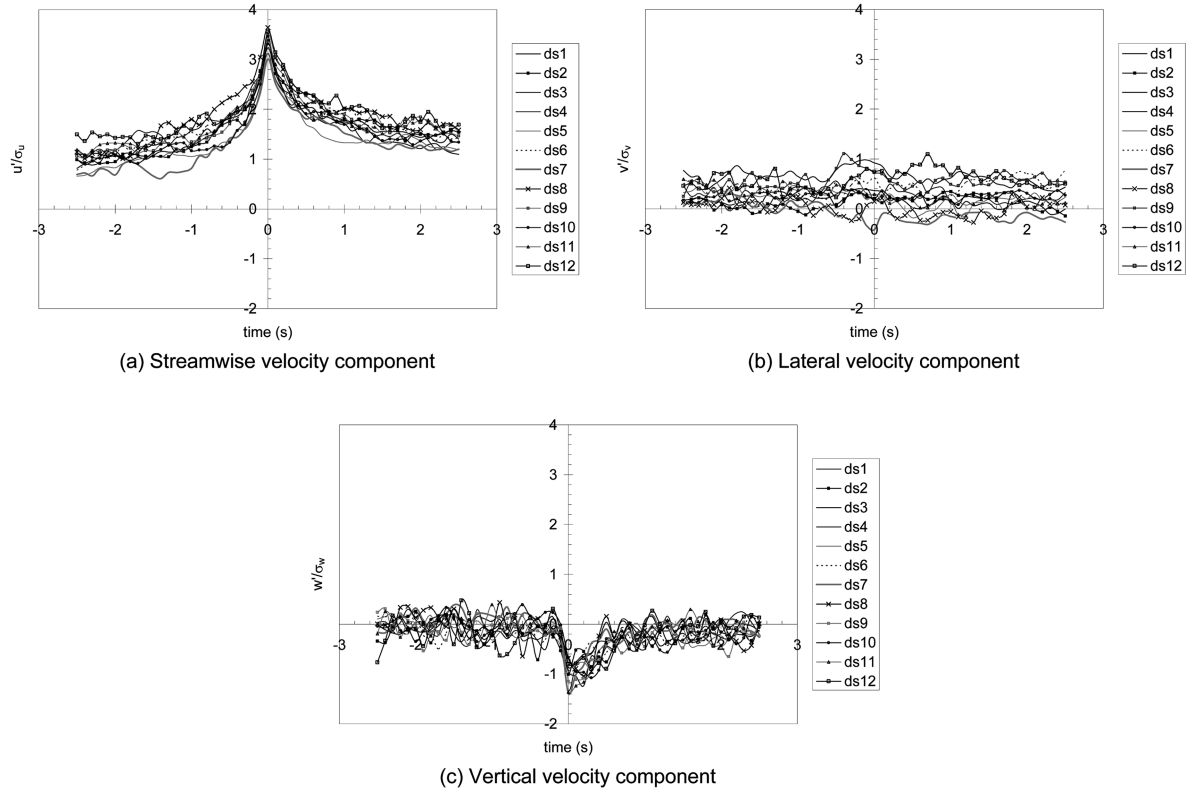 4
3
2
1
0
-1
-2
-3
-2
-1
0
1
2
3
u'/σu
time (s)
ds1
ds2
ds3
ds4
ds5
ds6
ds7
ds8
ds9
ds10
ds11
ds12
(a) Streamwise velocity component
4
3
2
1
0
-1
-2
-3
-2
-1
0
1
2
3
v'/σv
time (s)
ds1
ds2
ds3
ds4
ds5
ds6
ds7
ds8
ds9
ds10
ds11
ds12
(b) Lateral velocity component
4
3
2
1
0
-1
-2
-3
-2
-1
2
3
w'/σw
time (s)
ds1
ds2
ds3
ds4
ds5
ds6
ds7
ds8
ds9
ds10
ds11
ds12
(c) Vertical velocity component